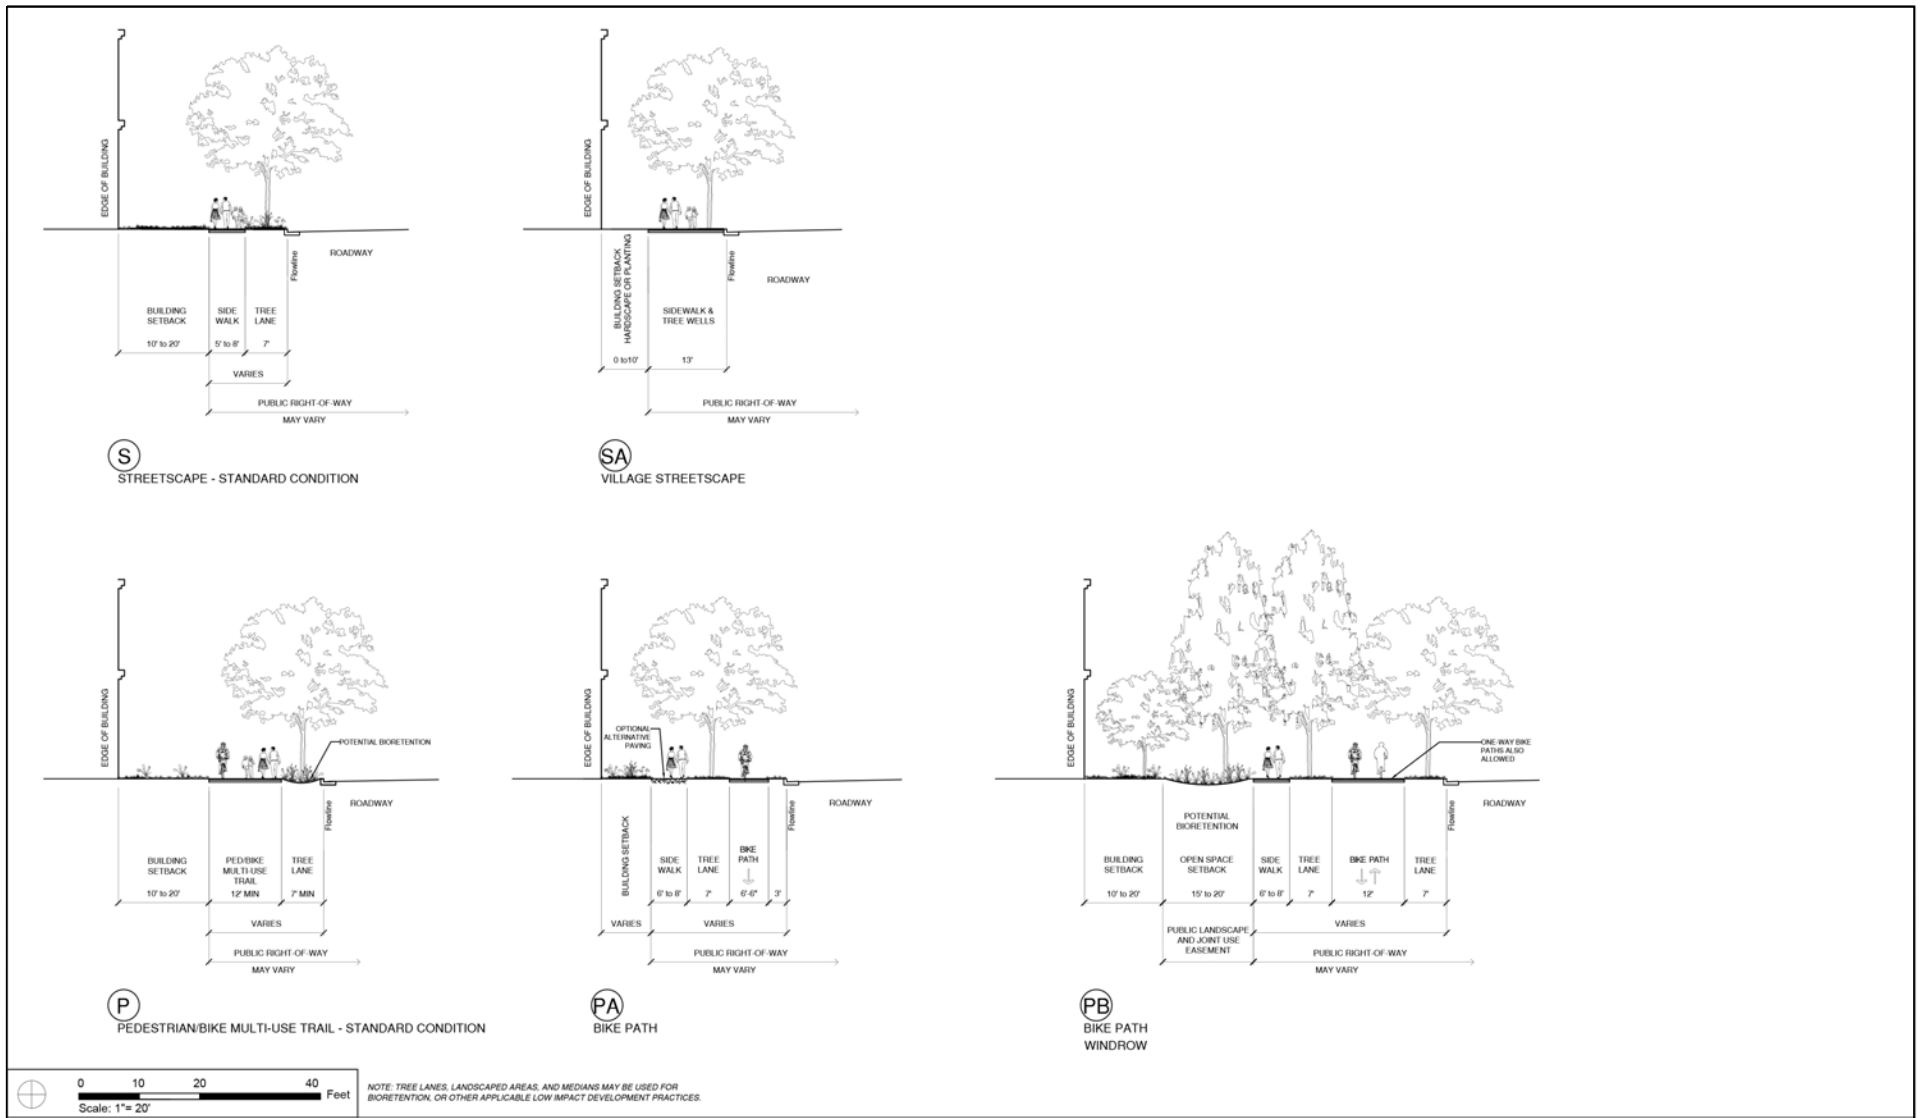 EDGE OF BUILDING
ROADWAY
Flowline
BUILDING
SETBACK
10' to 20'
SIDE
WALK
5' to 8'
TREE
LANE
7'
VARIES
PUBLIC RIGHT-OF-WAY
MAY VARY
S
STREETSCAPE - STANDARD CONDITION
EDGE OF BUILDING
ROADWAY
Flowline
BUILDING SETBACK
HARDSCAPE OR PLANTING
0 to10'
SIDEWALK &
TREE WELLS
13'
PUBLIC RIGHT-OF-WAY
MAY VARY
SA
VILLAGE STREETSCAPE
EDGE OF BUILDING
POTENTIAL BIORETENTION
ROADWAY
Flowline
BUILDING
SETBACK
10' to 20'
PED/BIKE
MULTI-USE
TRAIL
12' MIN
TREE
LANE
7' MIN
VARIES
PUBLIC RIGHT-OF-WAY
MAY VARY
P
PEDESTRIAN/BIKE MULTI-USE TRAIL - STANDARD CONDITION
EDGE OF BUILDING
OPTIONAL
ALTERNATIVE
PAVING
ROADWAY
Flowline
BUILDING SETBACK
SIDE
WALK
6' to 8'
TREE
LANE
7'
BIKE
PATH
6'-6"
3'
VARIES
VARIES
PUBLIC RIGHT-OF-WAY
MAY VARY
PA
BIKE PATH
EDGE OF BUILDING
ONE-WAY BIKE
PATHS ALSO
ALLOWED
ROADWAY
Flowline
POTENTIAL
BIORETENTION
BUILDING
SETBACK
10' to 20'
OPEN SPACE
SETBACK
15' to 20'
SIDE
WALK
6' to 8'
TREE
LANE
7'
BIKE PATH
12'
TREE
LANE
7'
PUBLIC LANDSCAPE
AND JOINT USE
EASEMENT
VARIES
PUBLIC RIGHT-OF-WAY
MAY VARY
PB
BIKE PATH
WINDROW
0 10 20 40
Feet
Scale: 1"= 20'
NOTE: TREE LANES, LANDSCAPED AREAS, AND MEDIANS MAY BE USED FOR
BIORETENTION, OR OTHER APPLICABLE LOW IMPACT DEVELOPMENT PRACTICES.